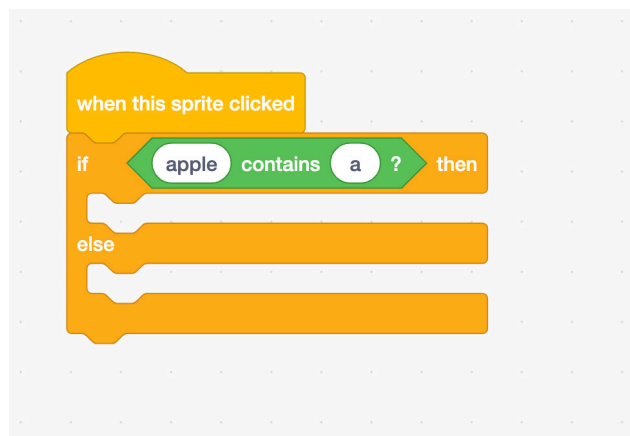 when this sprite clicked
if apple contains a ? then
else